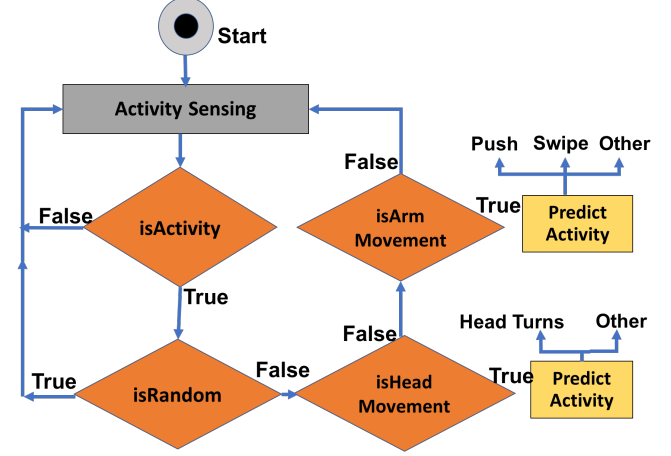 Start
Activity Sensing
False
isActivity
True
True
isRandom
False
False
isArm
Movement
True
Push
Swipe
Other
Predict
Activity
False
isHead
Movement
True
Head Turns
Other
Predict
Activity